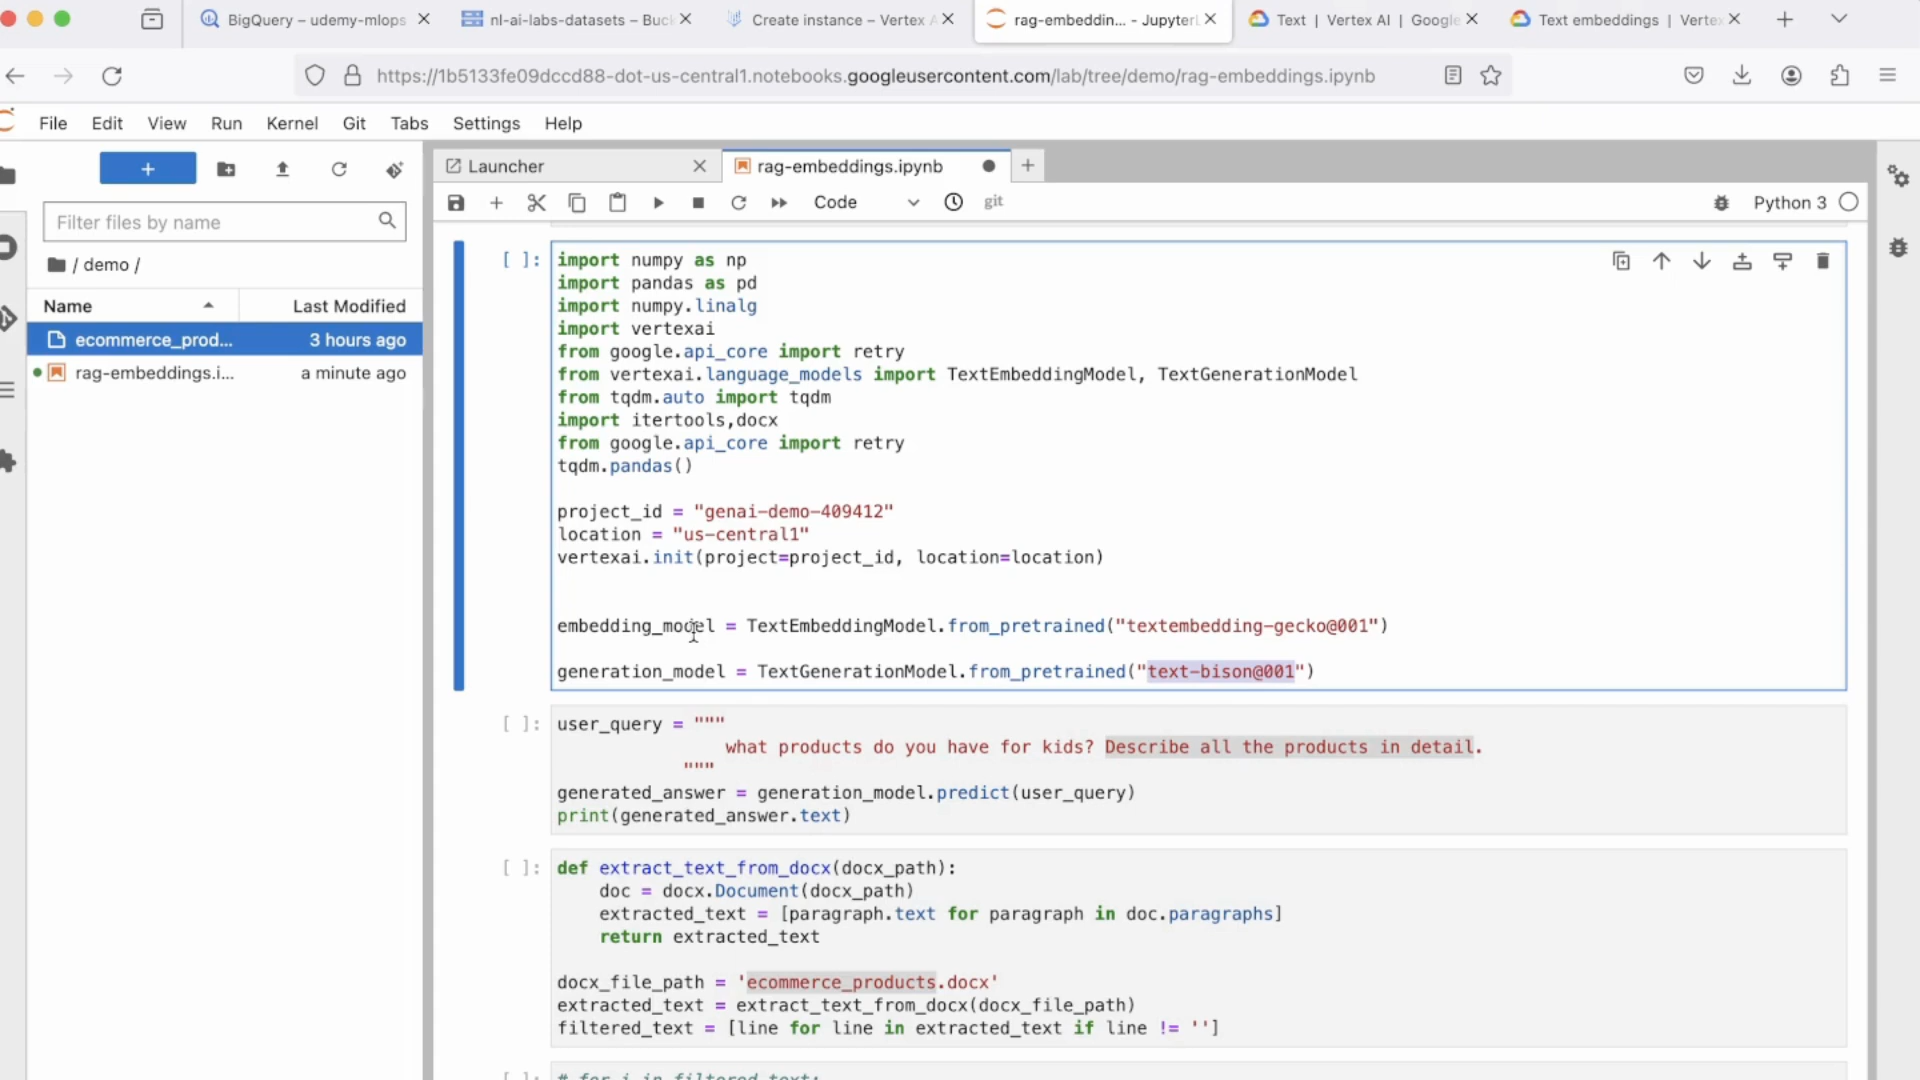 BigQuery – udemy-mlops
nl-ai-labs-datasets – Buc
Create instance – Vertex A
rag-embeddin... - Jupyter
Text | Vertex AI | Google
Text embeddings | Verte
https://1b5133fe09dccd88-dot-us-central1.notebooks.googleusercontent.com/lab/tree/demo/rag-embeddings.ipynb
File Edit View Run Kernel Git Tabs Settings Help
Launcher
rag-embeddings.ipynb
Code
git
Python 3
Filter files by name
/ demo /
Name
Last Modified
ecommerce_prod... 3 hours ago
rag-embeddings.i... a minute ago
[ ]:
import numpy as np
import pandas as pd
import numpy.linalg
import vertexai
from google.api_core import retry
from vertexai.language_models import TextEmbeddingModel, TextGenerationModel
from tqdm.auto import tqdm
import itertools,docx
from google.api_core import retry
tqdm.pandas()
project_id = "genai-demo-409412"
location = "us-central1"
vertexai.init(project=project_id, location=location)
embedding_model = TextEmbeddingModel.from_pretrained("textembedding-gecko@001")
generation_model = TextGenerationModel.from_pretrained("text-bison@001")
[ ]:
user_query = """
what products do you have for kids? Describe all the products in detail.
"""
generated_answer = generation_model.predict(user_query)
print(generated_answer.text)
[ ]:
def extract_text_from_docx(docx_path):
doc = docx.Document(docx_path)
extracted_text = [paragraph.text for paragraph in doc.paragraphs]
return extracted_text
docx_file_path = 'ecommerce_products.docx'
extracted_text = extract_text_from_docx(docx_file_path)
filtered_text = [line for line in extracted_text if line != '']
[ ]:
# for i in filtered_text: